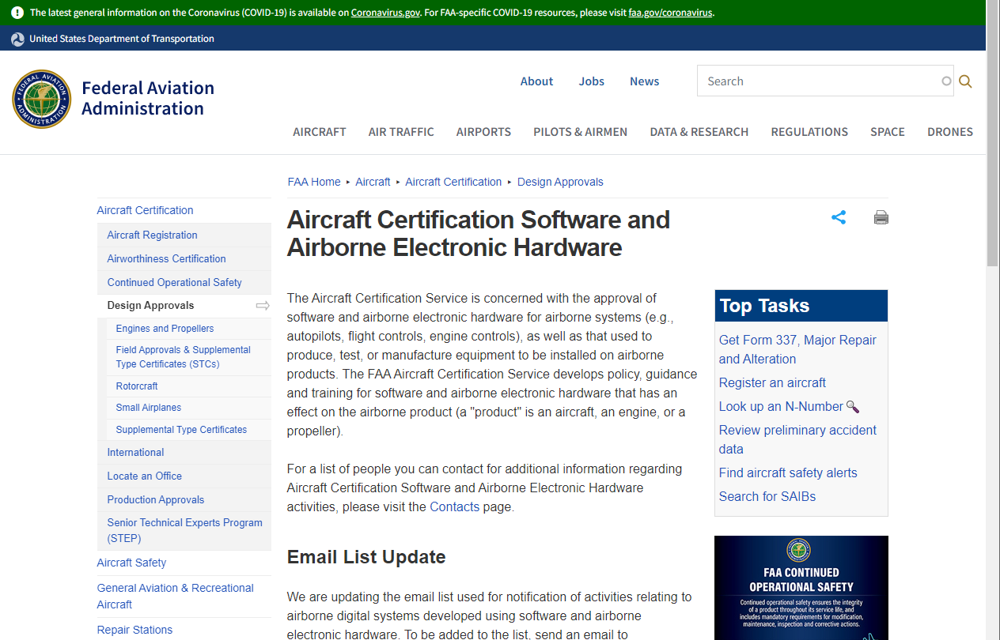 The latest general information on the Coronavirus (COVID-19) is available on Coronavirus.gov. For FAA-specific COVID-19 resources, please visit faa.gov/coronavirus.
United States Department of Transportation
FEDERAL AVIATION ADMINISTRATION
Federal Aviation
Administration
About
Jobs
News
Search
AIRCRAFT
AIR TRAFFIC
AIRPORTS
PILOTS & AIRMEN
DATA & RESEARCH
REGULATIONS
SPACE
DRONES
FAA Home ▸ Aircraft ▸ Aircraft Certification ▸ Design Approvals
Aircraft Certification
Aircraft Registration
Airworthiness Certification
Continued Operational Safety
Design Approvals
Engines and Propellers
Field Approvals & Supplemental
Type Certificates (STCs)
Rotorcraft
Small Airplanes
Supplemental Type Certificates
International
Locate an Office
Production Approvals
Senior Technical Experts Program
(STEP)
Aircraft Safety
General Aviation & Recreational
Aircraft
Repair Stations
Aircraft Certification Software and
Airborne Electronic Hardware
The Aircraft Certification Service is concerned with the approval of
software and airborne electronic hardware for airborne systems (e.g.,
autopilots, flight controls, engine controls), as well as that used to
produce, test, or manufacture equipment to be installed on airborne
products. The FAA Aircraft Certification Service develops policy, guidance
and training for software and airborne electronic hardware that has an
effect on the airborne product (a "product" is an aircraft, an engine, or a
propeller).
For a list of people you can contact for additional information regarding
Aircraft Certification Software and Airborne Electronic Hardware
activities, please visit the Contacts page.
Email List Update
We are updating the email list used for notification of activities relating to
airborne digital systems developed using software and airborne
electronic hardware. To be added to the list, send an email to
Top Tasks
Get Form 337, Major Repair
and Alteration
Register an aircraft
Look up an N-Number
Review preliminary accident
data
Find aircraft safety alerts
Search for SAIBs
FAA CONTINUED
OPERATIONAL SAFETY
Continued operational safety ensures the integrity
of a product throughout its service life, and
includes mandatory requirements for modification,
maintenance, inspection and corrective actions.